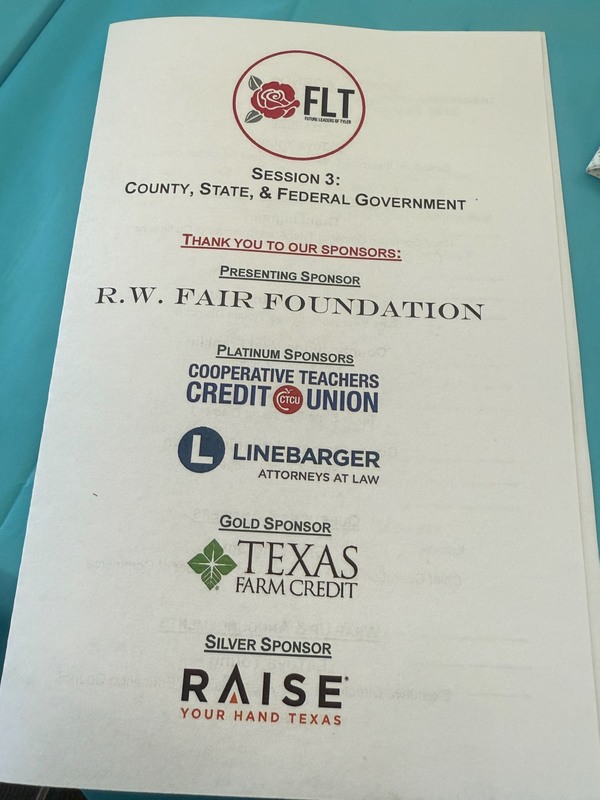 FLT
FUTURE LEADERS OF TYLER
SESSION 3:
COUNTY, STATE, & FEDERAL GOVERNMENT
THANK YOU TO OUR SPONSORS:
PRESENTING SPONSOR
R.W. FAIR FOUNDATION
PLATINUM SPONSORS
COOPERATIVE TEACHERS
CREDIT CTCU UNION
L LINEBARGER
ATTORNEYS AT LAW
GOLD SPONSOR
TEXAS
FARM CREDIT
SILVER SPONSOR
RAISE
YOUR HAND TEXAS